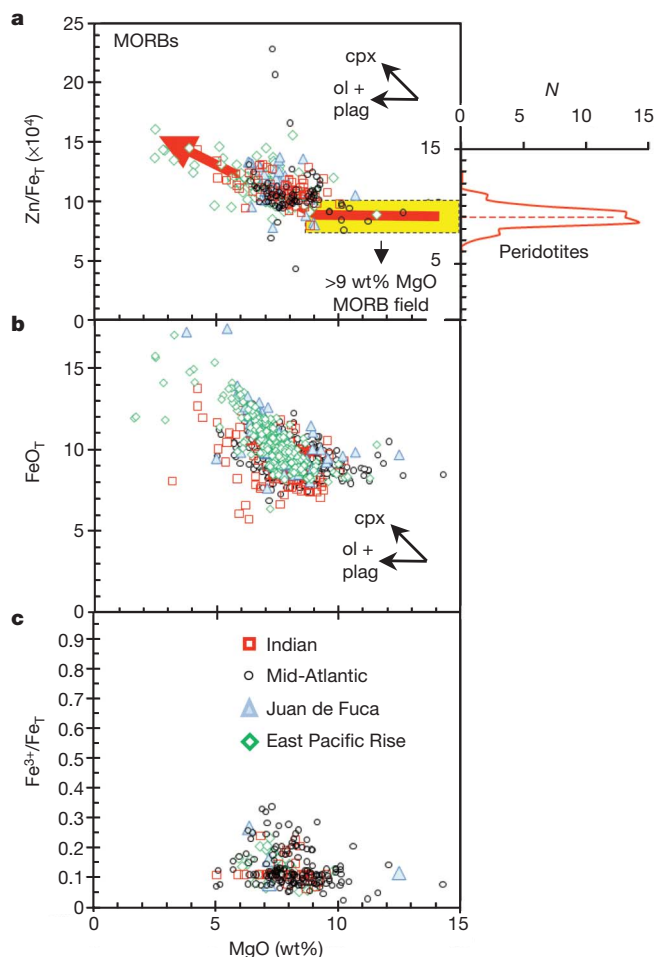 a
MORBs
cpx
ol +
plag
25
20
15
10
5
0
Zn/Fe_T (×10⁴)
>9 wt% MgO
MORB field
N
0 5 10 15
15
5
Peridotites
b
cpx
ol +
plag
15
10
5
0
FeO_T
c
Indian
Mid-Atlantic
Juan de Fuca
East Pacific Rise
0.9
0.8
0.7
0.6
0.5
0.4
0.3
0.2
0.1
0
Fe³⁺/Fe_T
0 5 10 15
MgO (wt%)